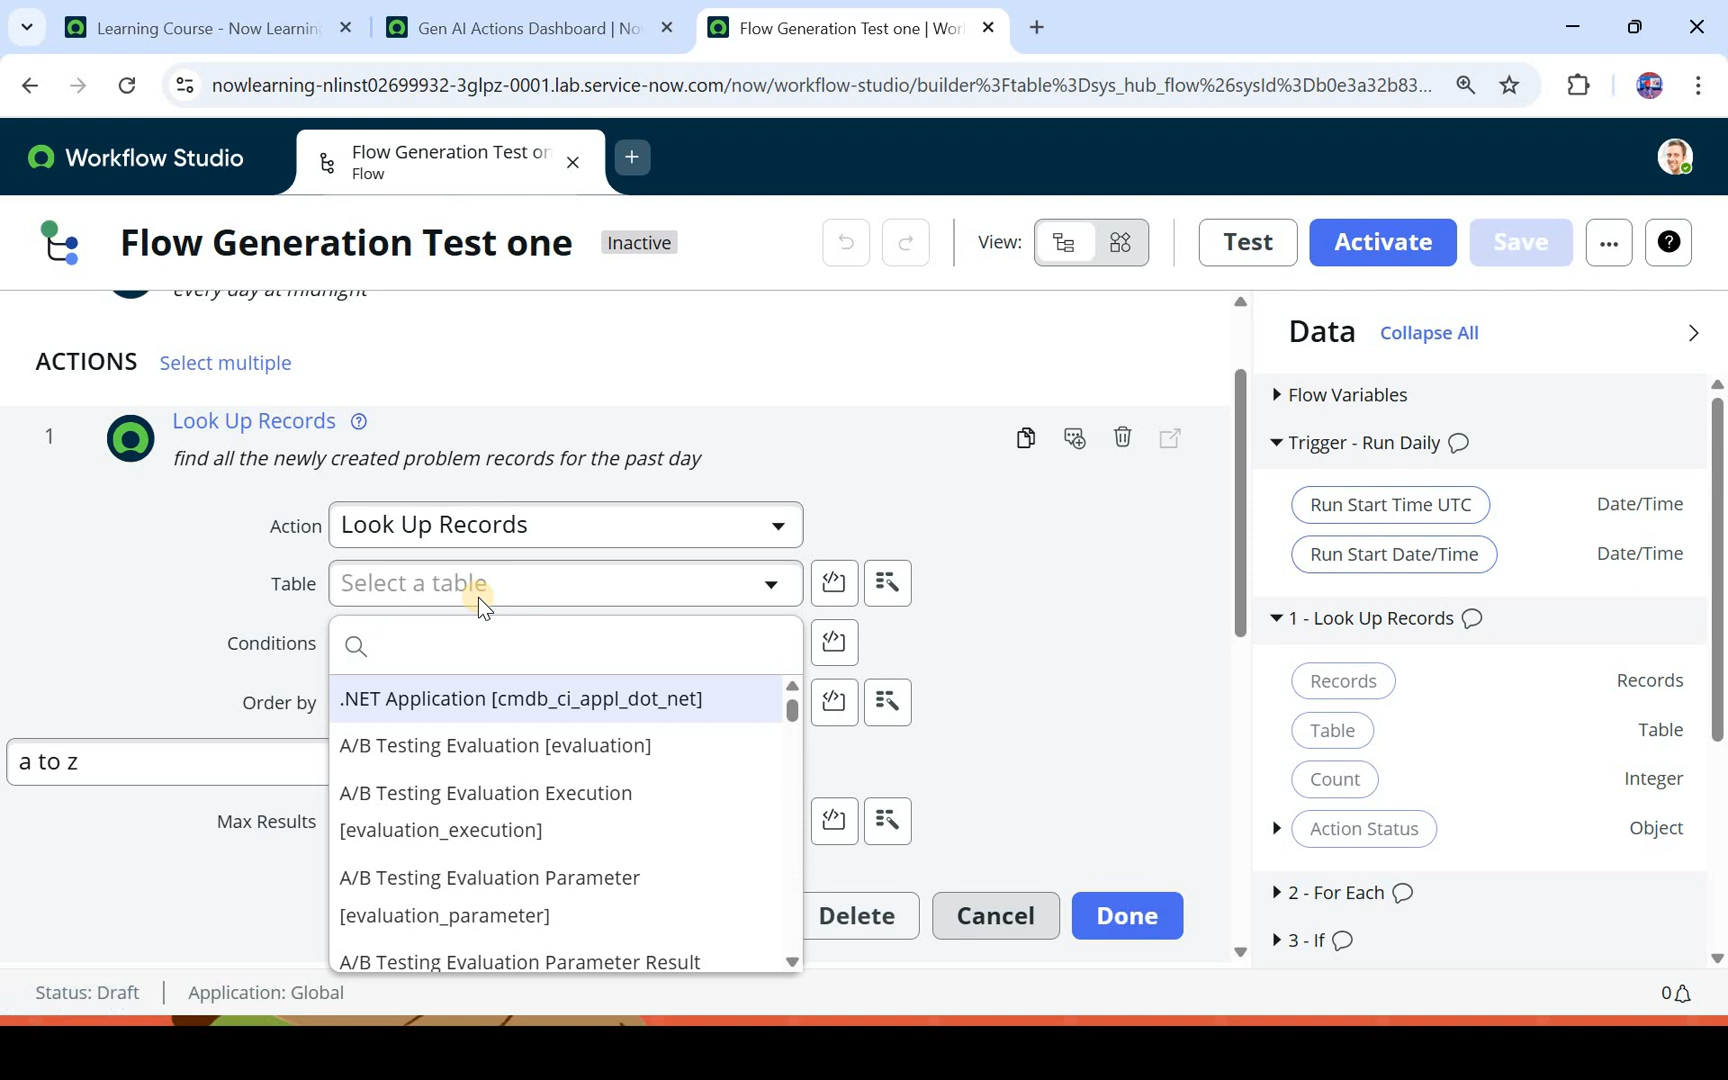 Learning Course - Now Learnin
Gen AI Actions Dashboard | No
Flow Generation Test one | Wor
nowlearning-nlinst02699932-3glpz-0001.lab.service-now.com/now/workflow-studio/builder%3Ftable%3Dsys_hub_flow%26sysId%3Db0e3a32b83...
Workflow Studio
Flow Generation Test on
Flow
Flow Generation Test one
Inactive
View:
Test
Activate
Save
every day at midnight
ACTIONS Select multiple
1
Look Up Records
find all the newly created problem records for the past day
Action
Look Up Records
Table
Select a table
Conditions
.NET Application [cmdb_ci_appl_dot_net]
Order by
A/B Testing Evaluation [evaluation]
a to z
A/B Testing Evaluation Execution
[evaluation_execution]
Max Results
A/B Testing Evaluation Parameter
[evaluation_parameter]
A/B Testing Evaluation Parameter Result
Delete
Cancel
Done
Data Collapse All
Flow Variables
Trigger - Run Daily
Run Start Time UTC Date/Time
Run Start Date/Time Date/Time
1 - Look Up Records
Records Records
Table Table
Count Integer
Action Status Object
2 - For Each
3 - If
Status: Draft
Application: Global
0